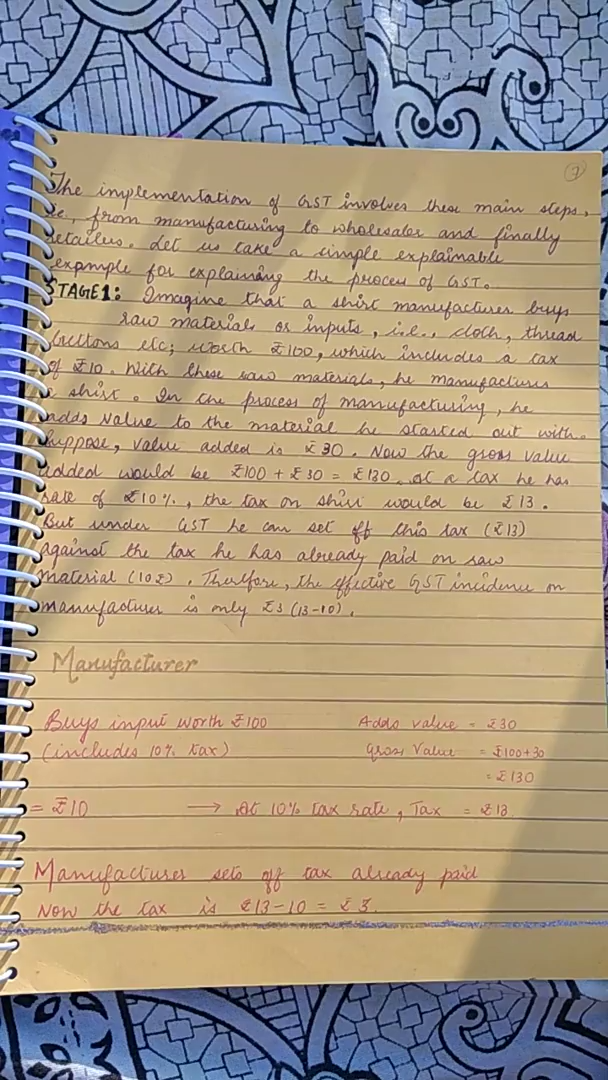 7
The implementation of GST involves these main steps,
ie, from manufacturing to wholesaler and finally
retailers. Let us take a simple explainable
example for explaining the process of GST.
STAGE1: Imagine that a shirt manufacturer buys
raw materials or inputs, i.e., cloth, thread
buttons etc; worth ₹100, which includes a tax
of ₹10. With these raw materials, he manufactures
a shirt. In the process of manufacturing, he
adds value to the material he started out with.
Suppose, value added is ₹30. Now the gross value
added would be ₹100 + ₹30 = ₹130. At a tax he has
rate of ₹10%, the tax on shirt would be ₹13.
But under GST he can set off this tax (₹13)
against the tax he has already paid on raw
material (10₹). Therefore, the effective GST incidence on
manufacturer is only ₹3 (13-10).
Manufacturer
Buys input worth ₹100 Adds value = ₹30
(includes 10% tax) Gross Value = ₹100+30
= ₹130
= ₹10 → At 10% tax rate, Tax = ₹13.
Manufacturer sets off tax already paid
Now the tax is ₹13-10 = ₹3.